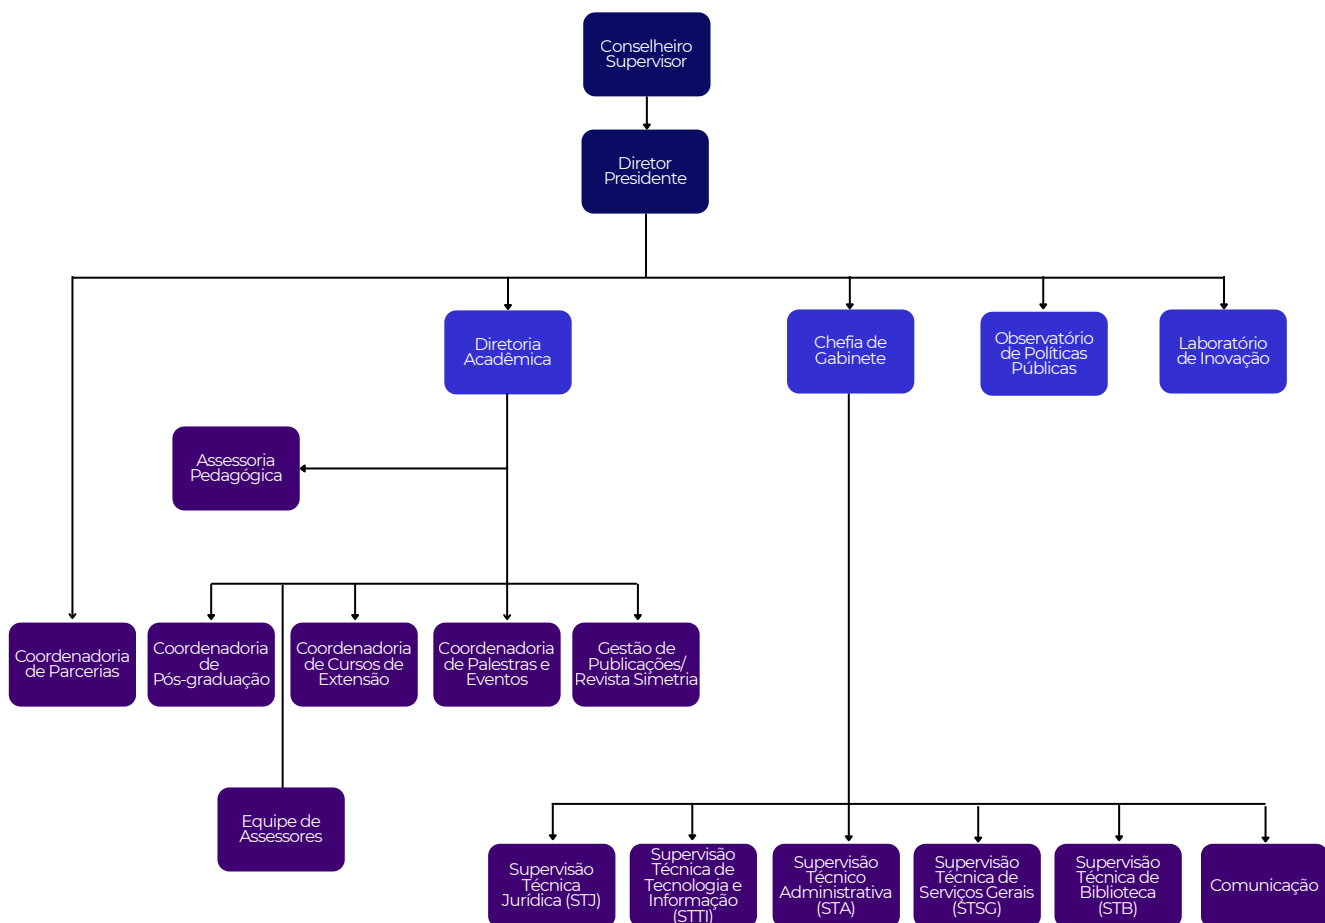 Conselheiro
Supervisor
Diretor
Presidente
Diretoria
Acadêmica
Chefia de
Gabinete
Observatório
de Políticas
Públicas
Laboratório
de Inovação
Assessoria
Pedagógica
Coordenadoria
de Parcerias
Coordenadoria
de
Pós-graduação
Coordenadoria
de Cursos de
Extensão
Coordenadoria
de Palestras e
Eventos
Gestão de
Publicações/
Revista Simetria
Equipe de
Assessores
Supervisão
Técnica
Jurídica (STJ)
Supervisão
Técnica de
Tecnologia e
Informação
(STTI)
Supervisão
Técnico
Administrativa
(STA)
Supervisão
Técnica de
Serviços Gerais
(STSG)
Supervisão
Técnica de
Biblioteca
(STB)
Comunicação